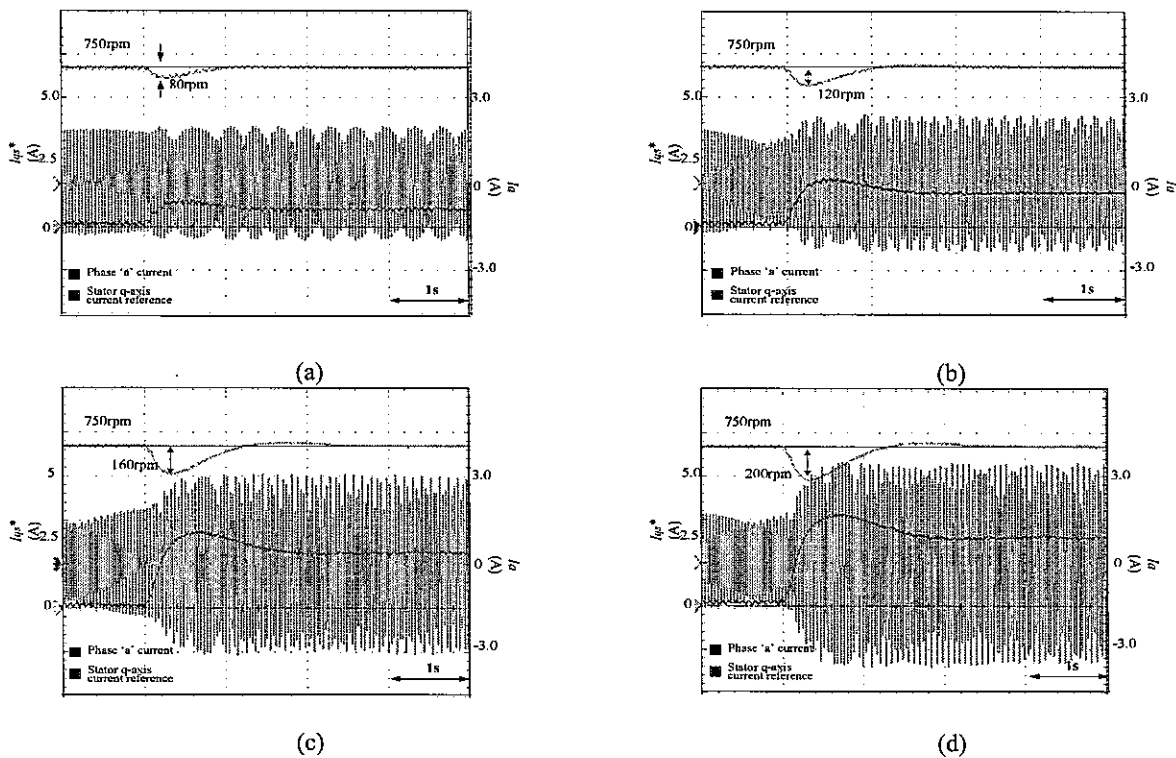 750rpm
80rpm
5.0
3.0
Iqs*
(A)
2.5
Ia
(A)
0
0
-3.0
Phase 'a' current
Stator q-axis
current reference
1s
(a)
750rpm
120rpm
5.0
3.0
Iqs*
(A)
2.5
Ia
(A)
0
0
-3.0
Phase 'a' current
Stator q-axis
current reference
1s
(b)
750rpm
160rpm
5
3.0
Iqs*
(A)
2.5
Ia
(A)
0
0
-3.0
Phase 'a' current
Stator q-axis
current reference
1s
(c)
750rpm
200rpm
5.0
3.0
Iqs*
(A)
2.5
Ia
(A)
0
0
-3.0
Phase 'a' current
Stator q-axis
current reference
1s
(d)